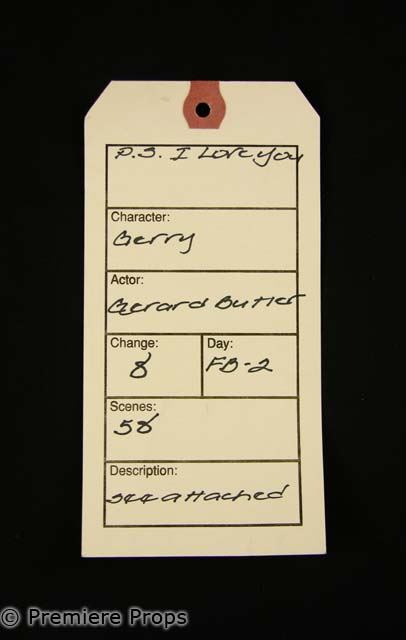 P.S. I Love You
Character:
Gerry
Actor:
Gerard Butler
Change: Day:
8 FB-2
Scenes:
58
Description:
see attached
© Premiere Props